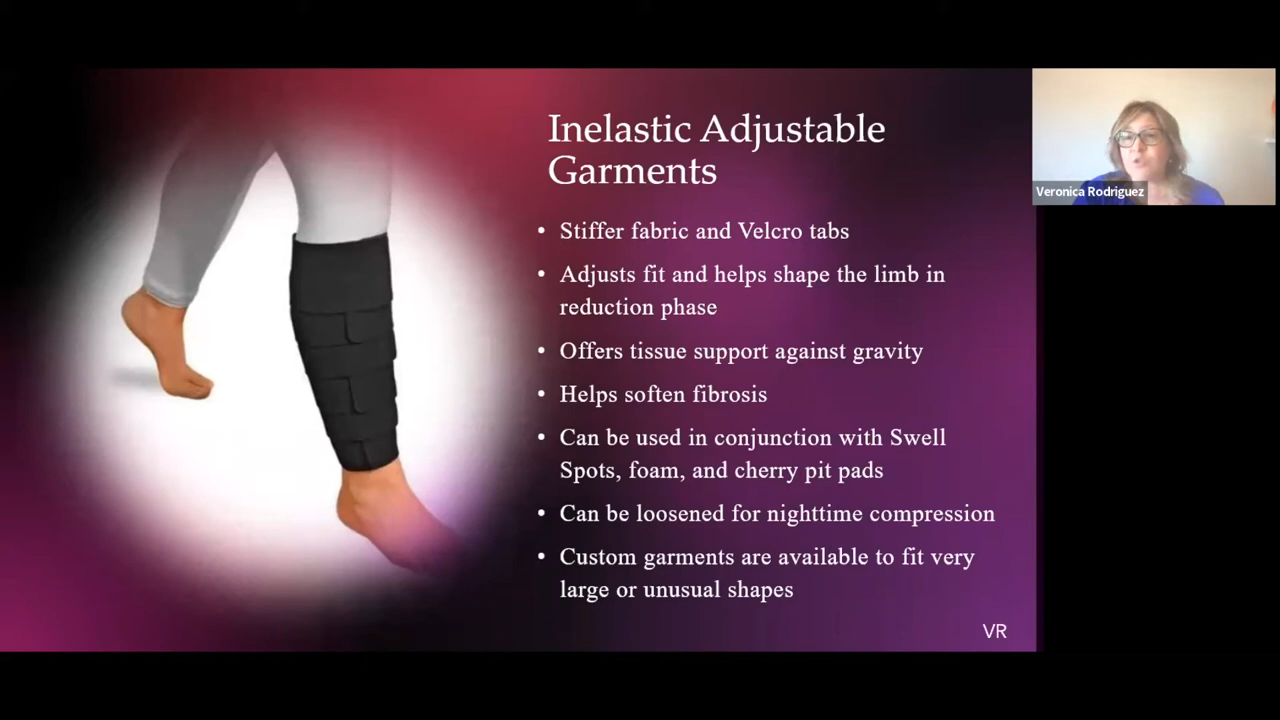 Inelastic Adjustable
Garments
• Stiffer fabric and Velcro tabs
• Adjusts fit and helps shape the limb in
reduction phase
• Offers tissue support against gravity
• Helps soften fibrosis
• Can be used in conjunction with Swell
Spots, foam, and cherry pit pads
• Can be loosened for nighttime compression
• Custom garments are available to fit very
large or unusual shapes
VR
Veronica Rodriguez